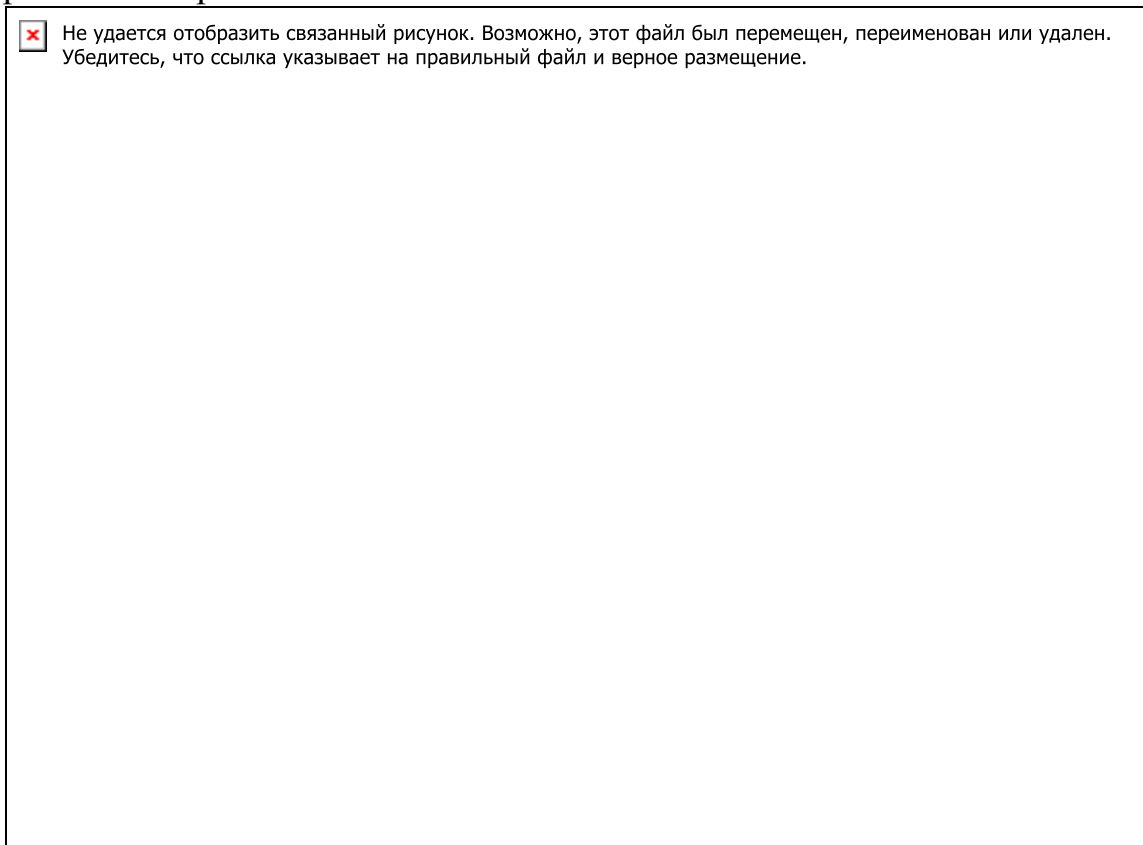 Не удается отобразить связанный рисунок. Возможно, этот файл был перемещен, переименован или удален.
Убедитесь, что ссылка указывает на правильный файл и верное размещение.